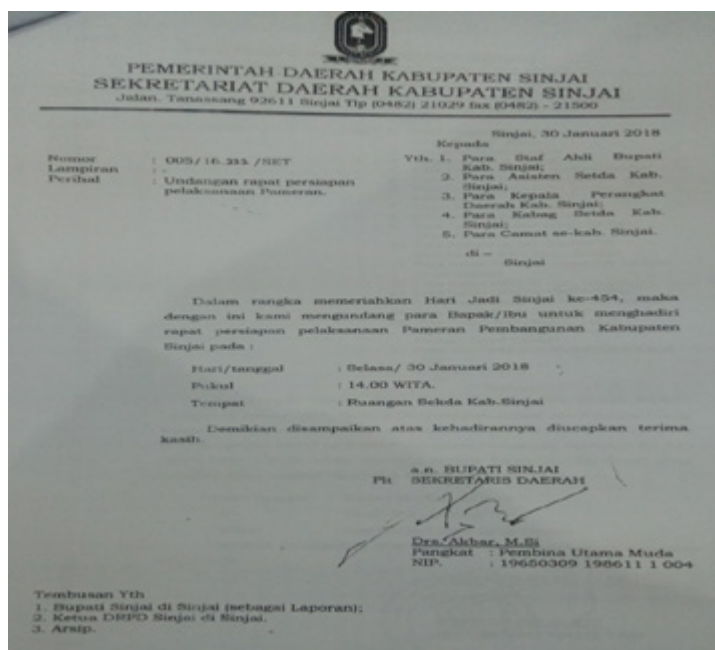 PEMERINTAH DAERAH KABUPATEN SINJAI
SEKRETARIAT DAERAH KABUPATEN SINJAI
Jalan. Tanassang 92611 Sinjai Tlp (0482) 21029 fax (0482) - 21500
Sinjai, 30 Januari 2018
Kepada
Nomor : 005/16. /SET
Lampiran : -
Perihal : Undangan rapat persiapan
pelaksanaan Pameran.
Yth. 1. Para Staf Ahli Bupati
Kab. Sinjai;
2. Para Asisten Setda Kab.
Sinjai;
3. Para Kepala Perangkat
Daerah Kab. Sinjai;
4. Para Kabag Setda Kab.
Sinjai;
5. Para Camat se-kab. Sinjai.
di –
Sinjai
Dalam rangka memeriahkan Hari Jadi Sinjai ke-454, maka
dengan ini kami mengundang para Bapak/ibu untuk menghadiri
rapat persiapan pelaksanaan Pameran Pembangunan Kabupaten
Sinjai pada :
Hari/tanggal : Selasa/ 30 Januari 2018
Pukul : 14.00 WITA.
Tempat : Ruangan Sekda Kab.Sinjai
Demikian disampaikan atas kehadirannya diucapkan terima
kasih.
a.n. BUPATI SINJAI
Plt SEKRETARIS DAERAH
Drs. Akbar, M.Si
Pangkat : Pembina Utama Muda
NIP. : 19650309 198611 1 004
Tembusan Yth
1. Bupati Sinjai di Sinjai (sebagai Laporan);
2. Ketua DRPD Sinjai di Sinjai.
3. Arsip.